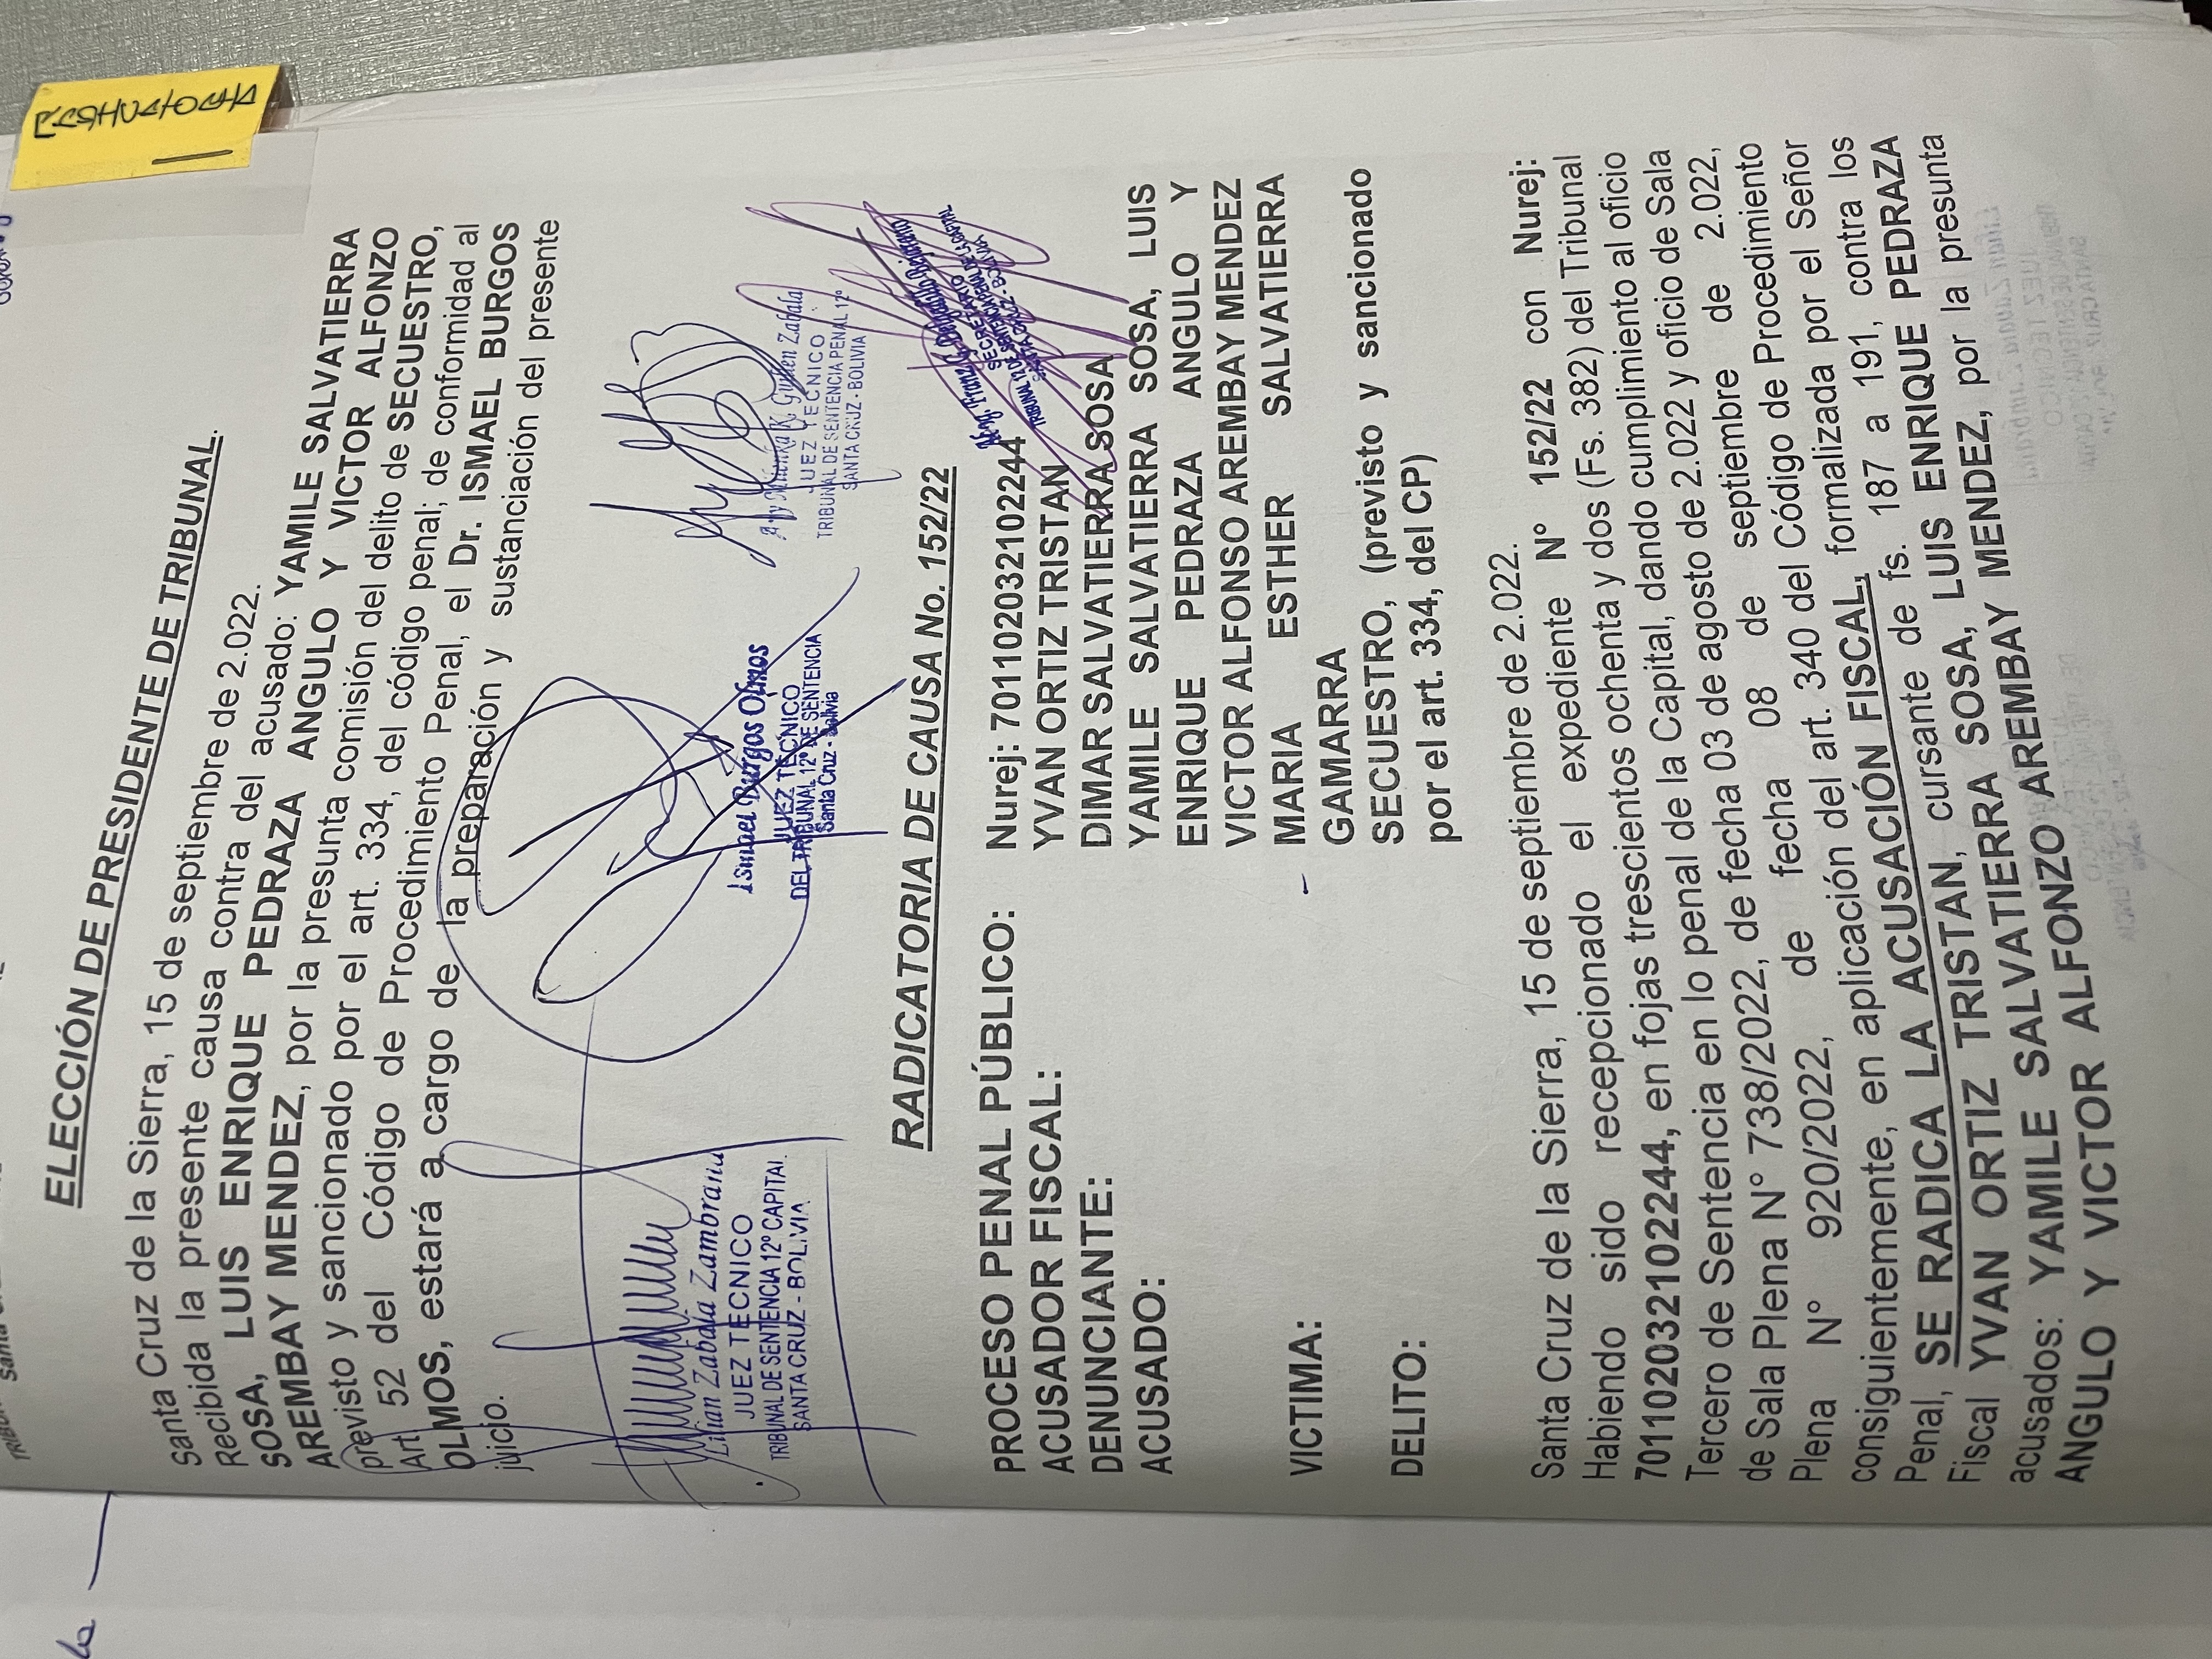 ELECCIÓN DE PRESIDENTE DE TRIBUNAL.
Santa Cruz de la Sierra, 15 de septiembre de 2.022.
Recibida la presente causa contra del acusado: YAMILE SALVATIERRA
SOSA, LUIS ENRIQUE PEDRAZA ANGULO Y VICTOR ALFONZO
AREMBAY MENDEZ, por la presunta comisión del delito de SECUESTRO,
previsto y sancionado por el art. 334, del código penal; de conformidad al
Art. 52 del Código de Procedimiento Penal, el Dr. ISMAEL BURGOS
OLMOS, estará a cargo de la preparación y sustanciación del presente
juicio.
Lilian Zabala Zambrana
JUEZ TECNICO
TRIBUNAL DE SENTENCIA 12º CAPITAL
SANTA CRUZ - BOLIVIA
Ismael Burgos Olmos
JUEZ TÉCNICO
DEL TRIBUNAL 12º DE SENTENCIA
Santa Cruz - Bolivia
Zabala
JUEZ TECNICO
TRIBUNAL DE SENTENCIA PENAL 12º
SANTA CRUZ - BOLIVIA
SECRETARIO
RADICATORIA DE CAUSA No. 152/22
PROCESO PENAL PÚBLICO: Nurej: 701102032102244
ACUSADOR FISCAL: YVAN ORTIZ TRISTAN
DENUNCIANTE: DIMAR SALVATIERRA SOSA
ACUSADO: YAMILE SALVATIERRA SOSA, LUIS
ENRIQUE PEDRAZA ANGULO Y
VICTOR ALFONSO AREMBAY MENDEZ
VICTIMA: MARIA ESTHER SALVATIERRA
GAMARRA
DELITO: SECUESTRO, (previsto y sancionado
por el art. 334, del CP)
Santa Cruz de la Sierra, 15 de septiembre de 2.022.
Habiendo sido recepcionado el expediente N° 152/22 con Nurej:
701102032102244, en fojas trescientos ochenta y dos (Fs. 382) del Tribunal
Tercero de Sentencia en lo penal de la Capital, dando cumplimiento al oficio
de Sala Plena N° 738/2022, de fecha 03 de agosto de 2.022 y oficio de Sala
Plena N° 920/2022, de fecha 08 de septiembre de 2.022,
consiguientemente, en aplicación del art. 340 del Código de Procedimiento
Penal, SE RADICA LA ACUSACIÓN FISCAL, formalizada por el Señor
Fiscal YVAN ORTIZ TRISTAN, cursante de fs. 187 a 191, contra los
acusados: YAMILE SALVATIERRA SOSA, LUIS ENRIQUE PEDRAZA
ANGULO Y VICTOR ALFONZO AREMBAY MENDEZ, por la presunta